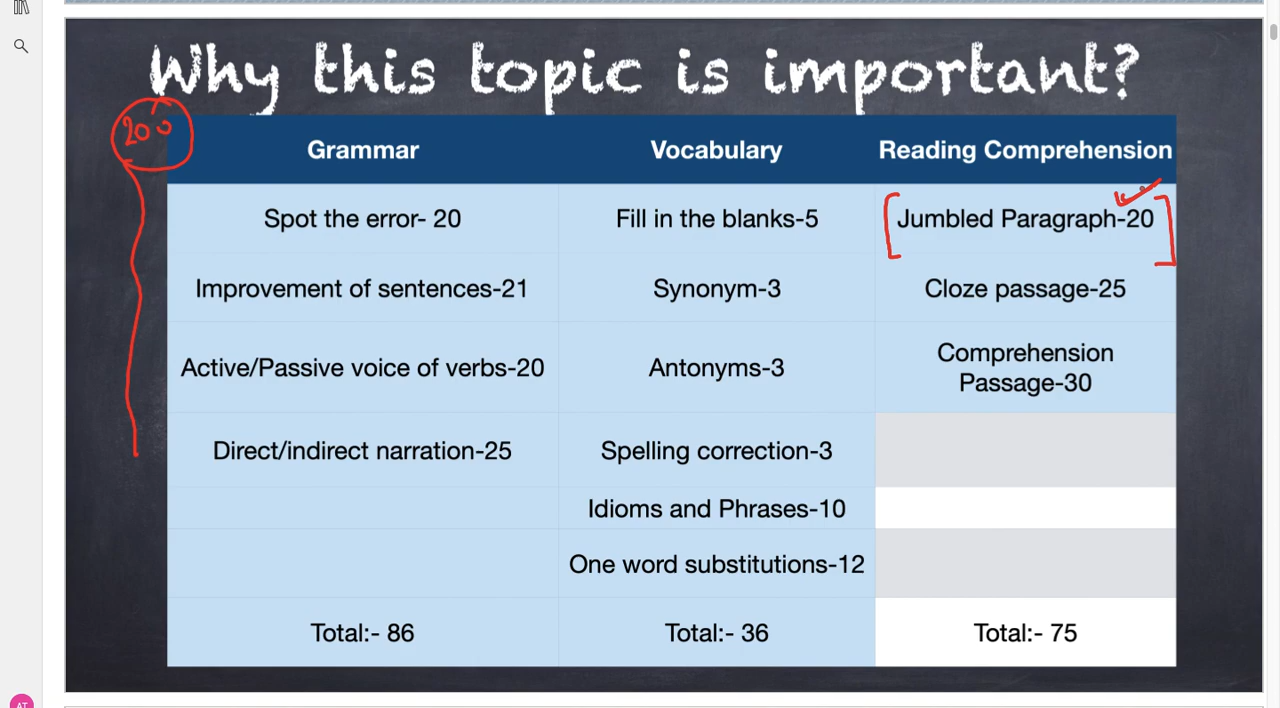 Why this topic is important?
200
Grammar Vocabulary Reading Comprehension
Spot the error- 20 Fill in the blanks-5 Jumbled Paragraph-20
Improvement of sentences-21 Synonym-3 Cloze passage-25
Active/Passive voice of verbs-20 Antonyms-3 Comprehension
Passage-30
Direct/indirect narration-25 Spelling correction-3
Idioms and Phrases-10
One word substitutions-12
Total:- 86 Total:- 36 Total:- 75
AT